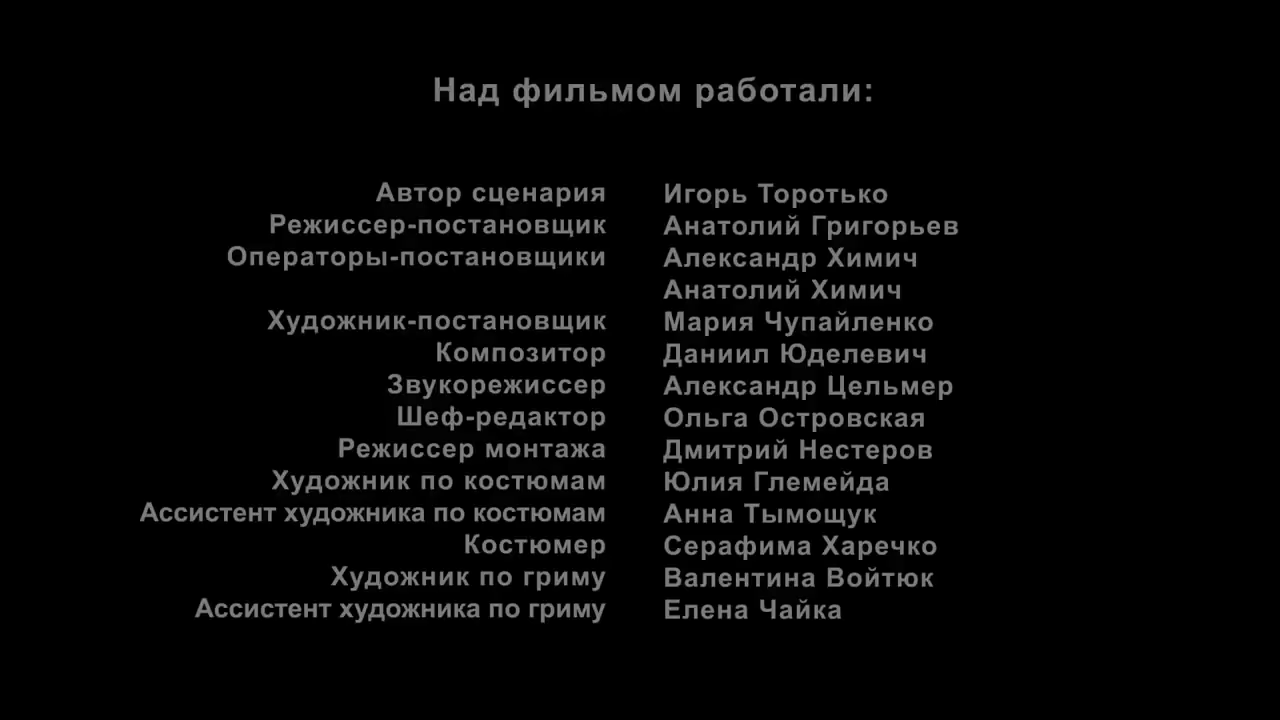 Над фильмом работали:
Автор сценария Игорь Торотько
Режиссер-постановщик Анатолий Григорьев
Операторы-постановщики Александр Химич
Анатолий Химич
Художник-постановщик Мария Чупайленко
Композитор Даниил Юделевич
Звукорежиссер Александр Цельмер
Шеф-редактор Ольга Островская
Режиссер монтажа Дмитрий Нестеров
Художник по костюмам Юлия Глемейда
Ассистент художника по костюмам Анна Тымощук
Костюмер Серафима Харечко
Художник по гриму Валентина Войтюк
Ассистент художника по гриму Елена Чайка